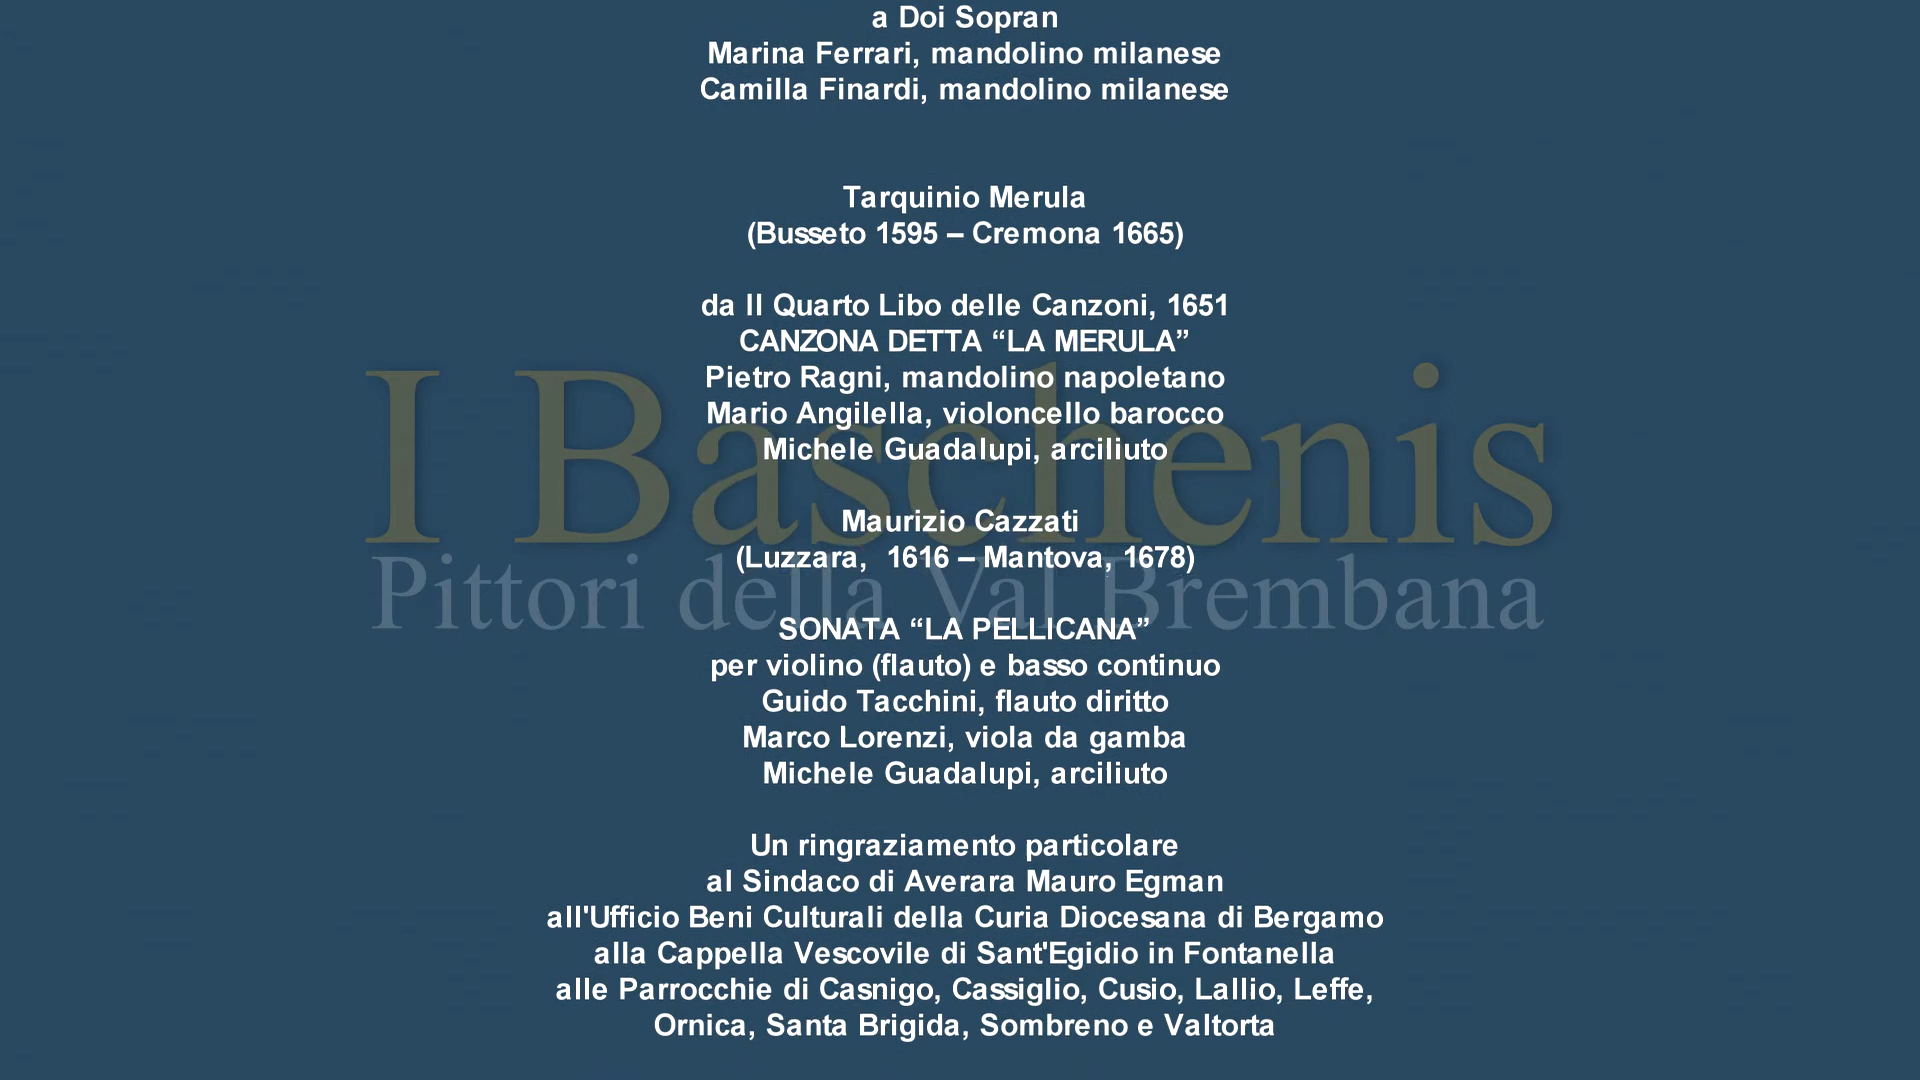 a Doi Sopran
Marina Ferrari, mandolino milanese
Camilla Finardi, mandolino milanese
Tarquinio Merula
(Busseto 1595 – Cremona 1665)
da Il Quarto Libo delle Canzoni, 1651
CANZONA DETTA “LA MERULA”
Pietro Ragni, mandolino napoletano
Mario Angilella, violoncello barocco
Michele Guadalupi, arciliuto
I Baschenis
Maurizio Cazzati
(Luzzara,  1616 – Mantova, 1678)
Pittori della Val Brembana
SONATA “LA PELLICANA”
per violino (flauto) e basso continuo
Guido Tacchini, flauto diritto
Marco Lorenzi, viola da gamba
Michele Guadalupi, arciliuto
Un ringraziamento particolare
al Sindaco di Averara Mauro Egman
all'Ufficio Beni Culturali della Curia Diocesana di Bergamo
alla Cappella Vescovile di Sant'Egidio in Fontanella
alle Parrocchie di Casnigo, Cassiglio, Cusio, Lallio, Leffe,
Ornica, Santa Brigida, Sombreno e Valtorta